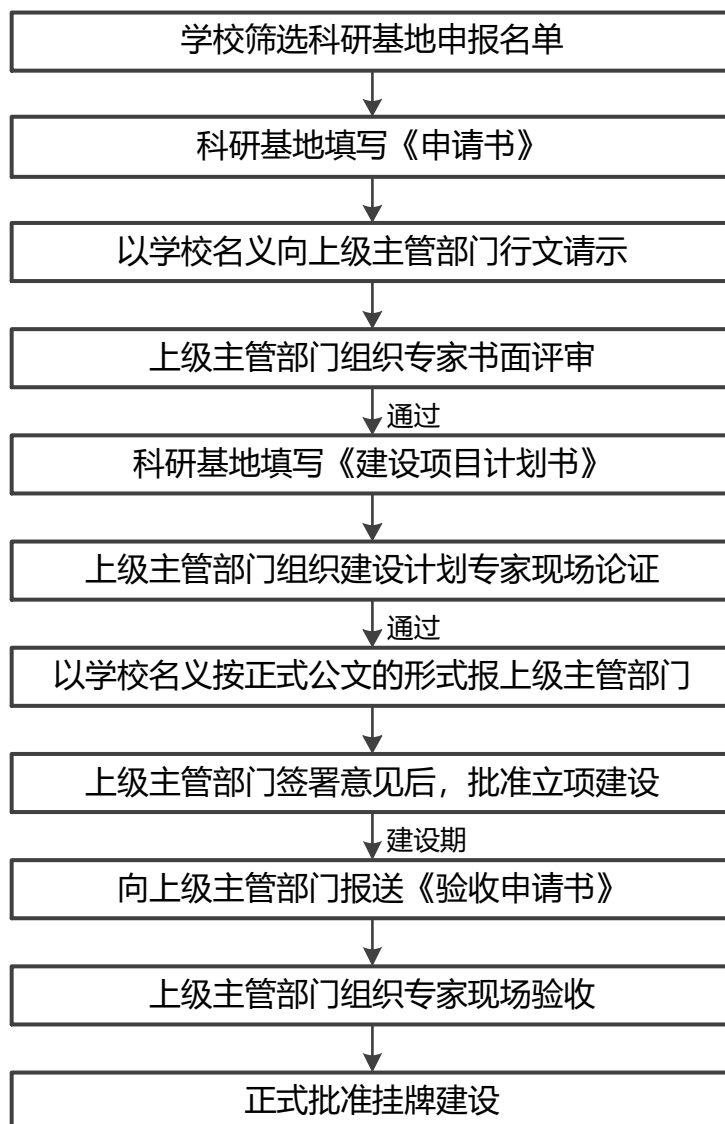 学校筛选科研基地申报名单
科研基地填写《申请书》
以学校名义向上级主管部门行文请示
上级主管部门组织专家书面评审
通过
科研基地填写《建设项目计划书》
上级主管部门组织建设计划专家现场论证
通过
以学校名义按正式公文的形式报上级主管部门
上级主管部门签署意见后，批准立项建设
建设期
向上级主管部门报送《验收申请书》
上级主管部门组织专家现场验收
正式批准挂牌建设